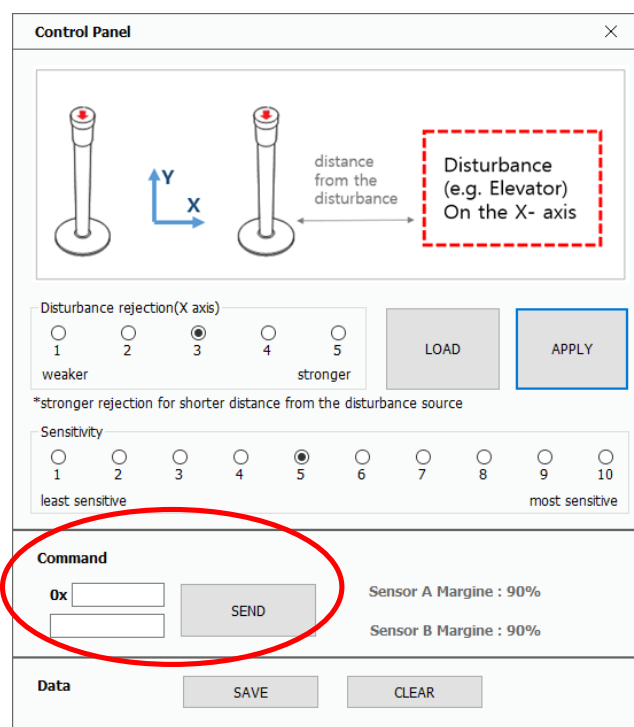 Control Panel
Y
X
distance
from the
disturbance
Disturbance
(e.g. Elevator)
On the X- axis
Disturbance rejection(X axis)
1 2 3 4 5
weaker stronger
LOAD
APPLY
*stronger rejection for shorter distance from the disturbance source
Sensitivity
1 2 3 4 5 6 7 8 9 10
least sensitive most sensitive
Command
0x
SEND
Sensor A Margine : 90%
Sensor B Margine : 90%
Data
SAVE
CLEAR